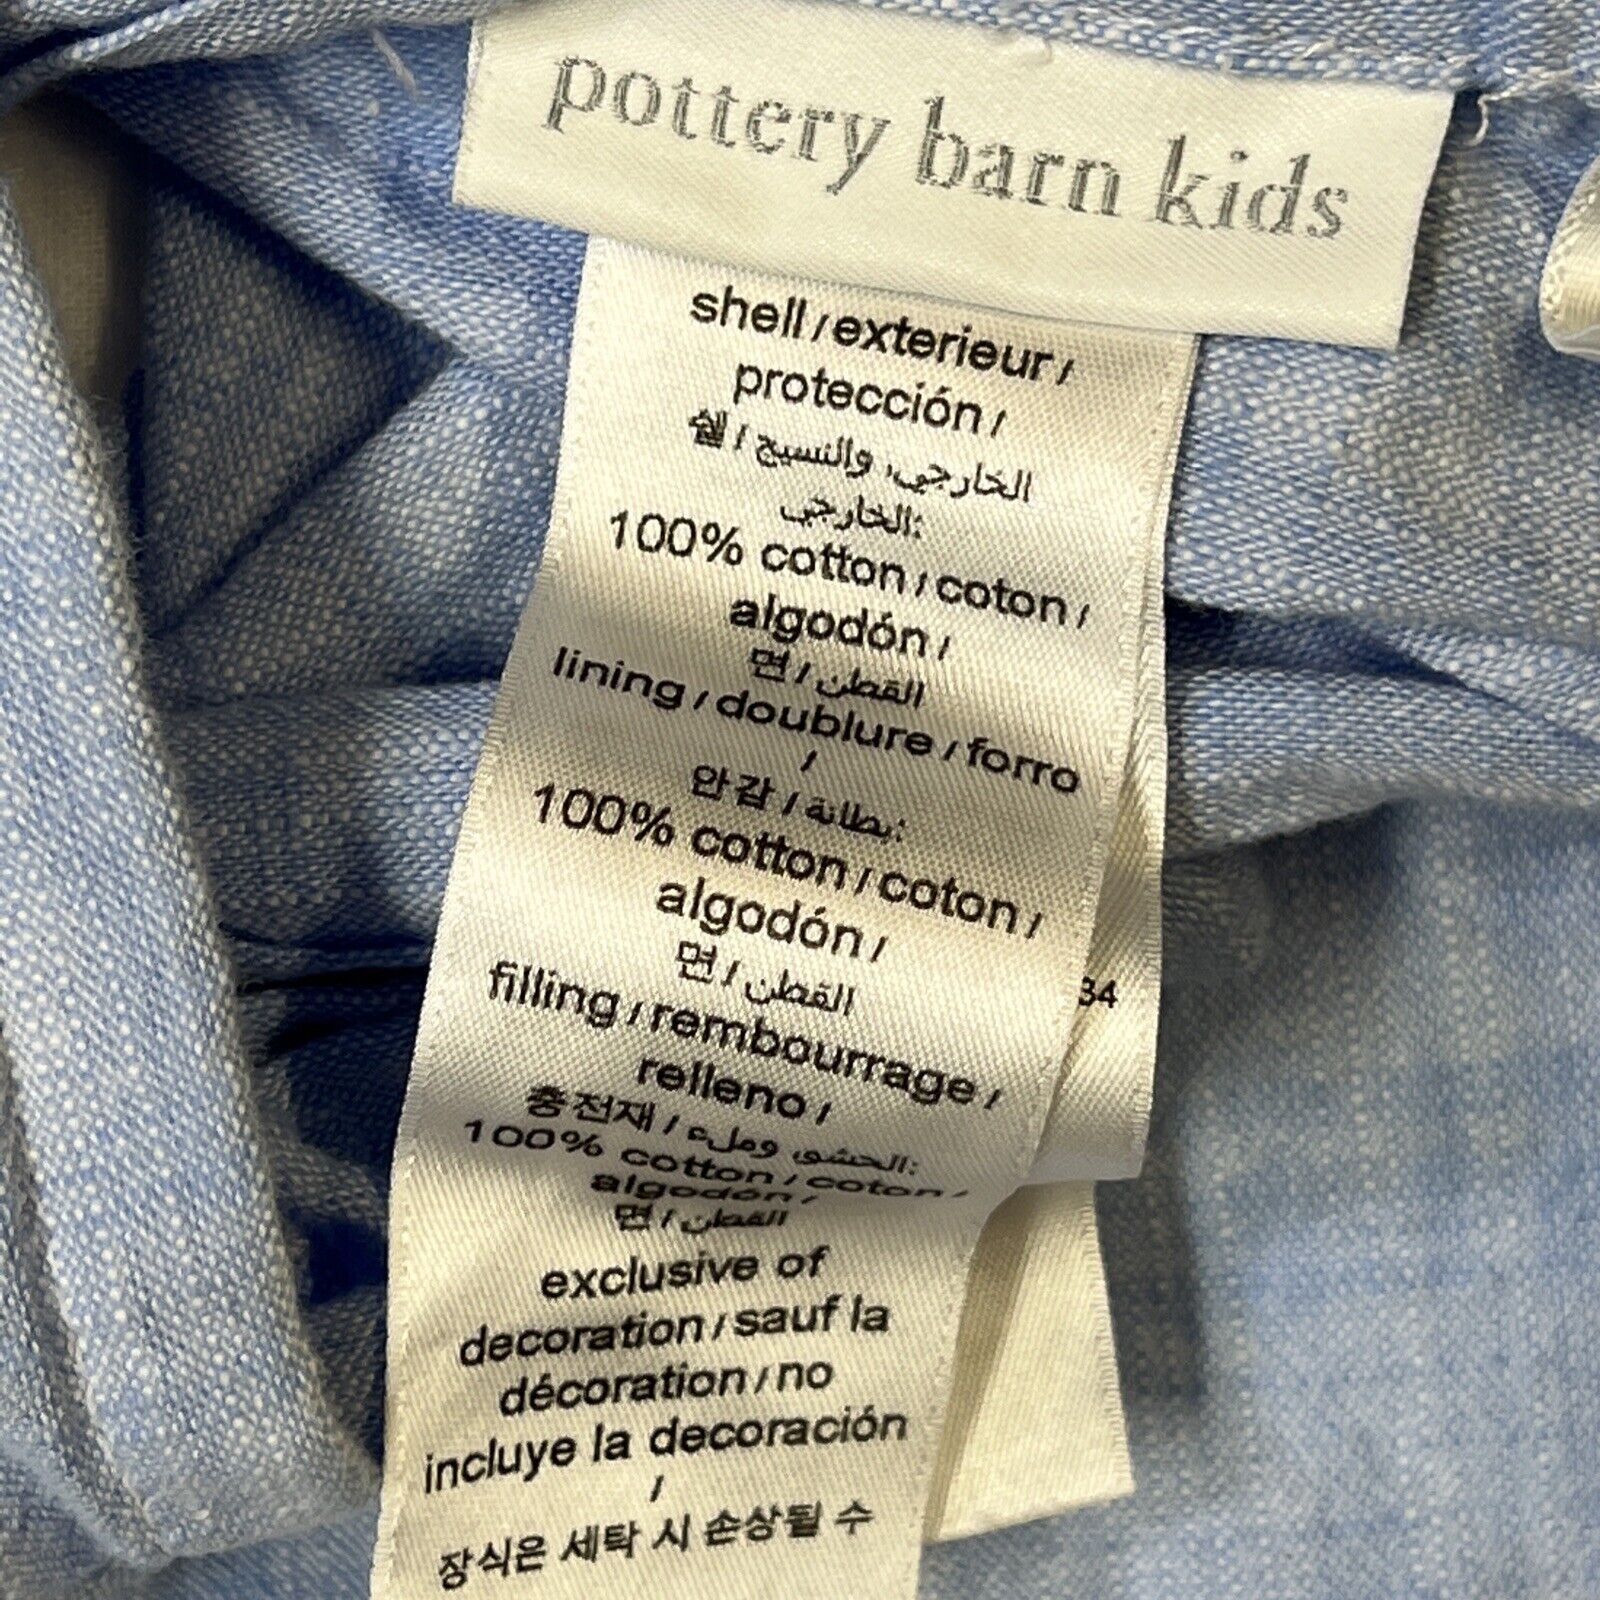 pottery barn kids
shell / exterieur /
protección /
쉘 / الخارجي, والنسيج
الخارجي:
100% cotton / coton /
algodón /
면 / القطن
lining / doublure / forro
/
안감 / بطانة:
100% cotton / coton /
algodón /
면 / القطن
34
filling / rembourrage /
relleno /
충전재 / الحشو وملء:
100% cotton / coton /
algodón /
면 / القطن
exclusive of
decoration / sauf la
décoration / no
incluye la decoración
/
장식은 세탁 시 손상될 수